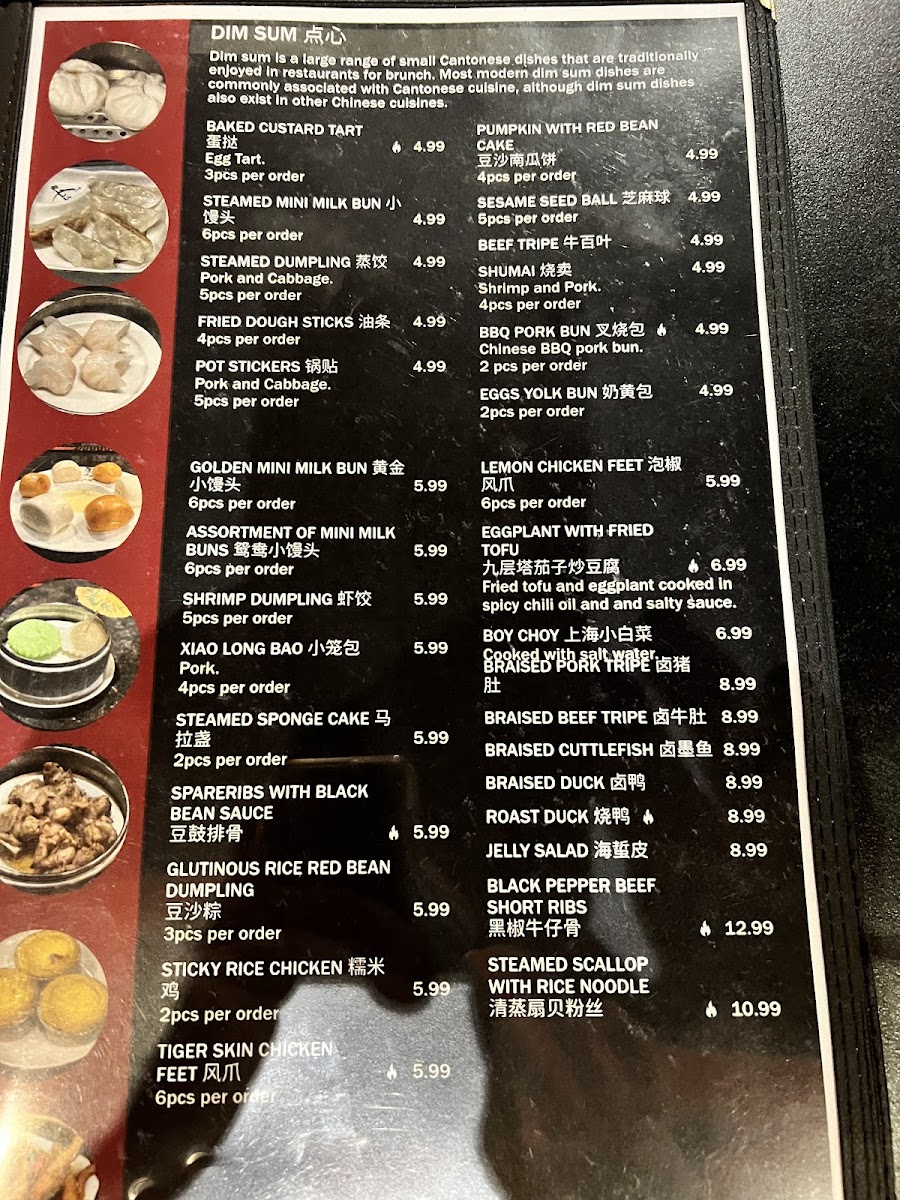 DIM SUM 点心
Dim sum is a large range of small Cantonese dishes that are traditionally
enjoyed in restaurants for brunch. Most modern dim sum dishes are
commonly associated with Cantonese cuisine, although dim sum dishes
also exist in other Chinese cuisines.
BAKED CUSTARD TART
蛋挞 4.99
Egg Tart.
3pcs per order
STEAMED MINI MILK BUN 小
馒头 4.99
6pcs per order
STEAMED DUMPLING 蒸饺 4.99
Pork and Cabbage.
5pcs per order
FRIED DOUGH STICKS 油条 4.99
4pcs per order
POT STICKERS 锅贴 4.99
Pork and Cabbage.
5pcs per order
GOLDEN MINI MILK BUN 黄金
小馒头 5.99
6pcs per order
ASSORTMENT OF MINI MILK
BUNS 鸳鸯小馒头 5.99
6pcs per order
SHRIMP DUMPLING 虾饺 5.99
5pcs per order
XIAO LONG BAO 小笼包 5.99
Pork.
4pcs per order
STEAMED SPONGE CAKE 马
拉盏 5.99
2pcs per order
SPARERIBS WITH BLACK
BEAN SAUCE
豆鼓排骨 5.99
GLUTINOUS RICE RED BEAN
DUMPLING
豆沙粽 5.99
3pcs per order
STICKY RICE CHICKEN 糯米
鸡 5.99
2pcs per order
TIGER SKIN CHICKEN
FEET 凤爪 5.99
6pcs per order
PUMPKIN WITH RED BEAN
CAKE
豆沙南瓜饼 4.99
4pcs per order
SESAME SEED BALL 芝麻球 4.99
5pcs per order
BEEF TRIPE 牛百叶 4.99
SHUMAI 烧卖 4.99
Shrimp and Pork.
4pcs per order
BBQ PORK BUN 叉烧包 4.99
Chinese BBQ pork bun.
2 pcs per order
EGGS YOLK BUN 奶黄包 4.99
2pcs per order
LEMON CHICKEN FEET 泡椒
凤爪 5.99
6pcs per order
EGGPLANT WITH FRIED
TOFU
九层塔茄子炒豆腐 6.99
Fried tofu and eggplant cooked in
spicy chill oil and and salty sauce.
BOY CHOY 上海小白菜 6.99
Cooked with salt water.
BRAISED PORK TRIPE 卤猪
肚 8.99
BRAISED BEEF TRIPE 卤牛肚 8.99
BRAISED CUTTLEFISH 卤墨鱼 8.99
BRAISED DUCK 卤鸭 8.99
ROAST DUCK 烧鸭 8.99
JELLY SALAD 海蜇皮 8.99
BLACK PEPPER BEEF
SHORT RIBS
黑椒牛仔骨 12.99
STEAMED SCALLOP
WITH RICE NOODLE
清蒸扇贝粉丝 10.99